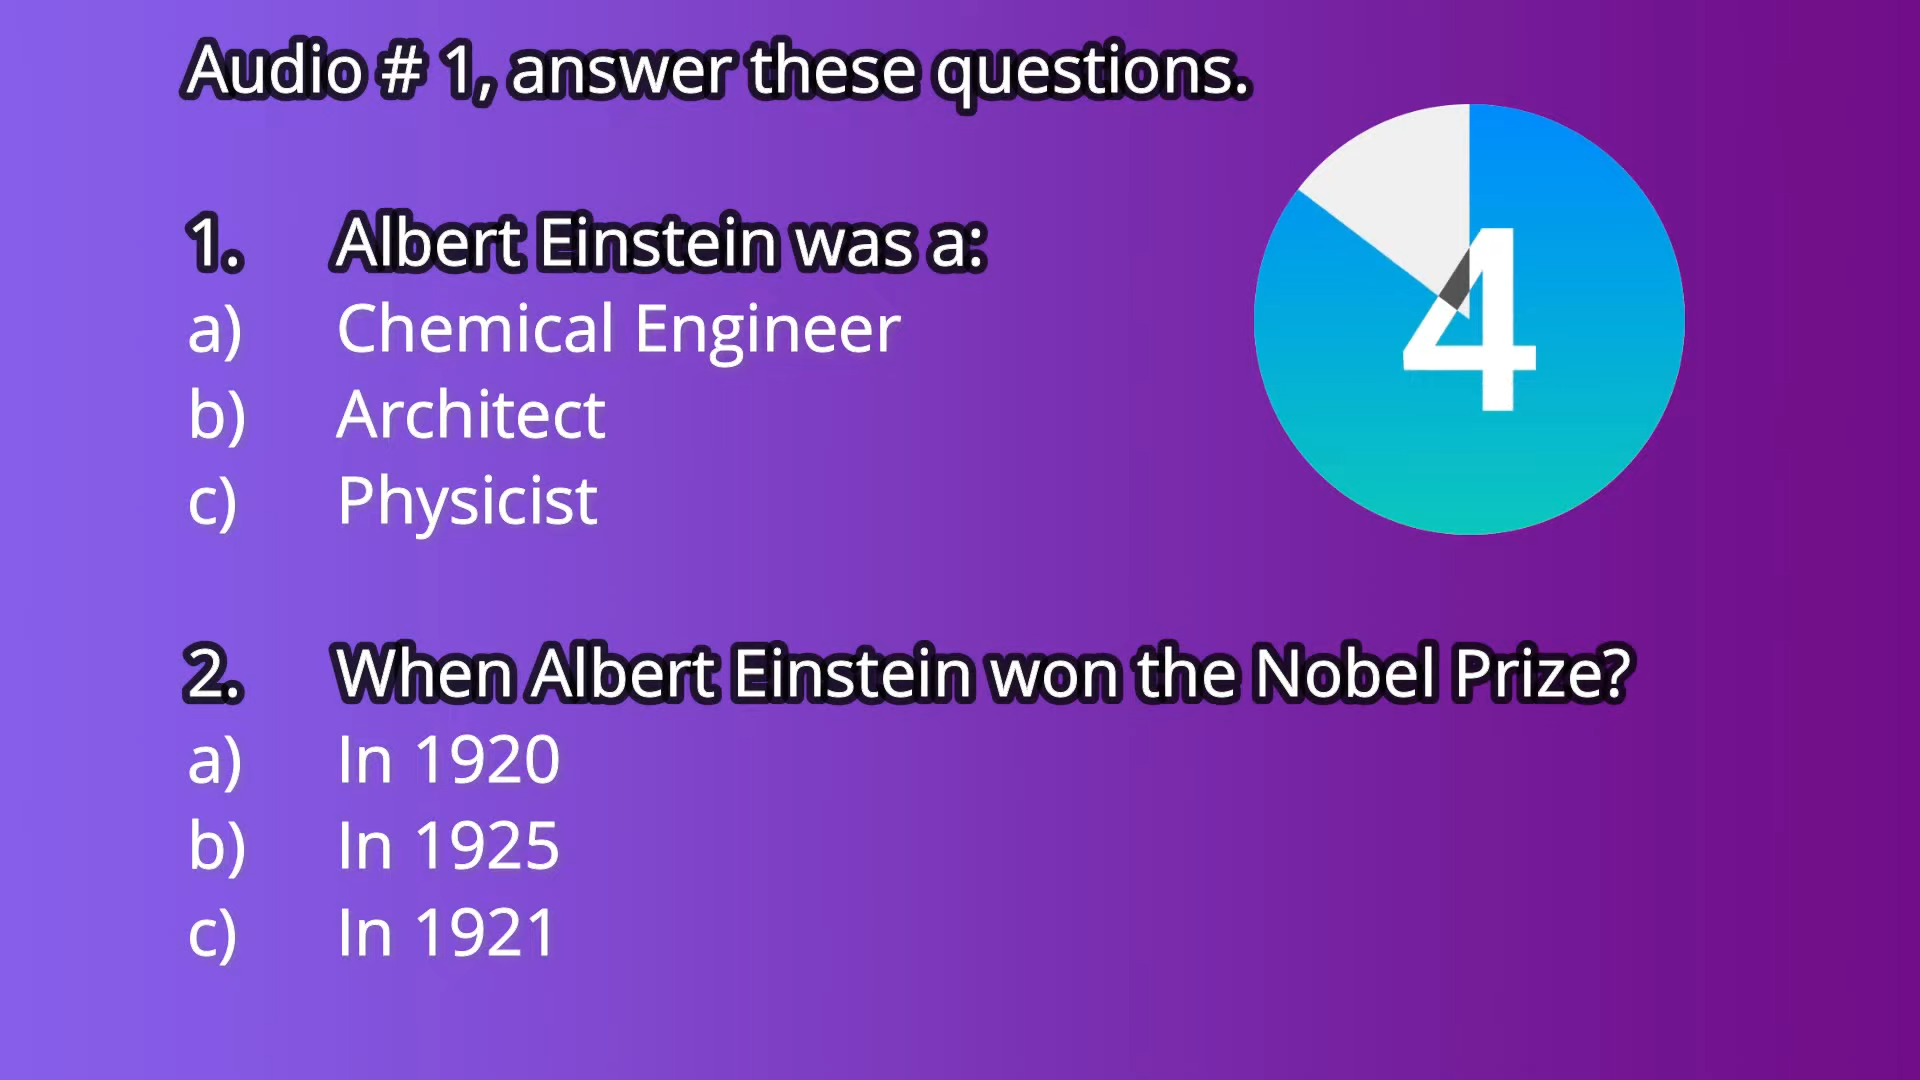 Audio # 1, answer these questions.
1. Albert Einstein was a:
a) Chemical Engineer
b) Architect
c) Physicist
4
2. When Albert Einstein won the Nobel Prize?
a) In 1920
b) In 1925
c) In 1921